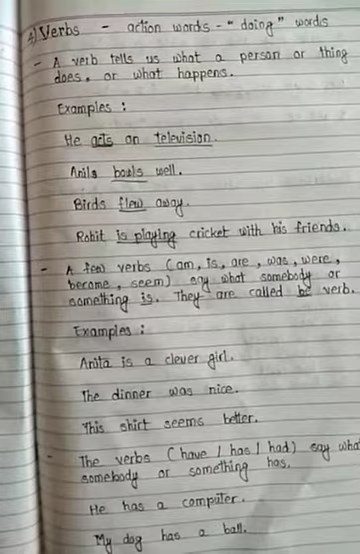 4) Verbs - action words - "doing" words
- A verb tells us what a person or thing
does, or what happens.
Examples :
He acts on television.
Anils bowls well.
Birds flew away.
Rohit is playing cricket with his friends.
- A few verbs (am, is, are, was, were,
become, seem) say what somebody or
something is. They are called be verb.
Examples :
Anita is a clever girl.
The dinner was nice.
This shirt seems better.
- The verbs (have / has / had) say what
somebody or something has.
He has a computer.
My dog has a ball.